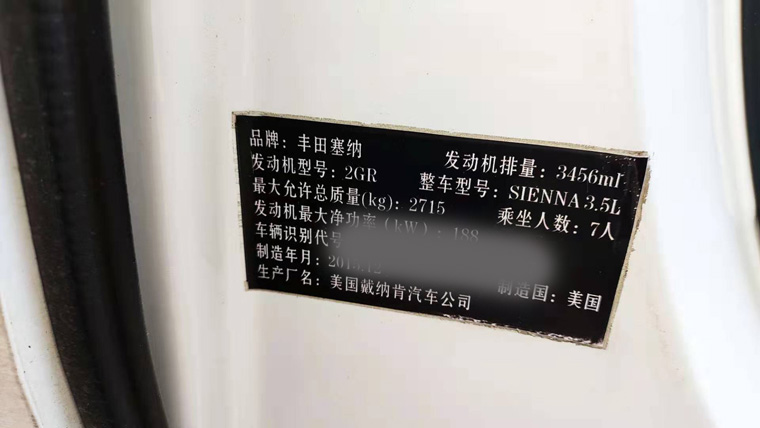 品牌：丰田塞纳 发动机排量：3456ml
发动机型号：2GR 整车型号：SIENNA 3.5L
最大允许总质量(kg)：2715 乘坐人数：7人
发动机最大净功率（kW）：188
车辆识别代号
制造年月： 制造国：美国
生产厂名：美国戴纳肯汽车公司